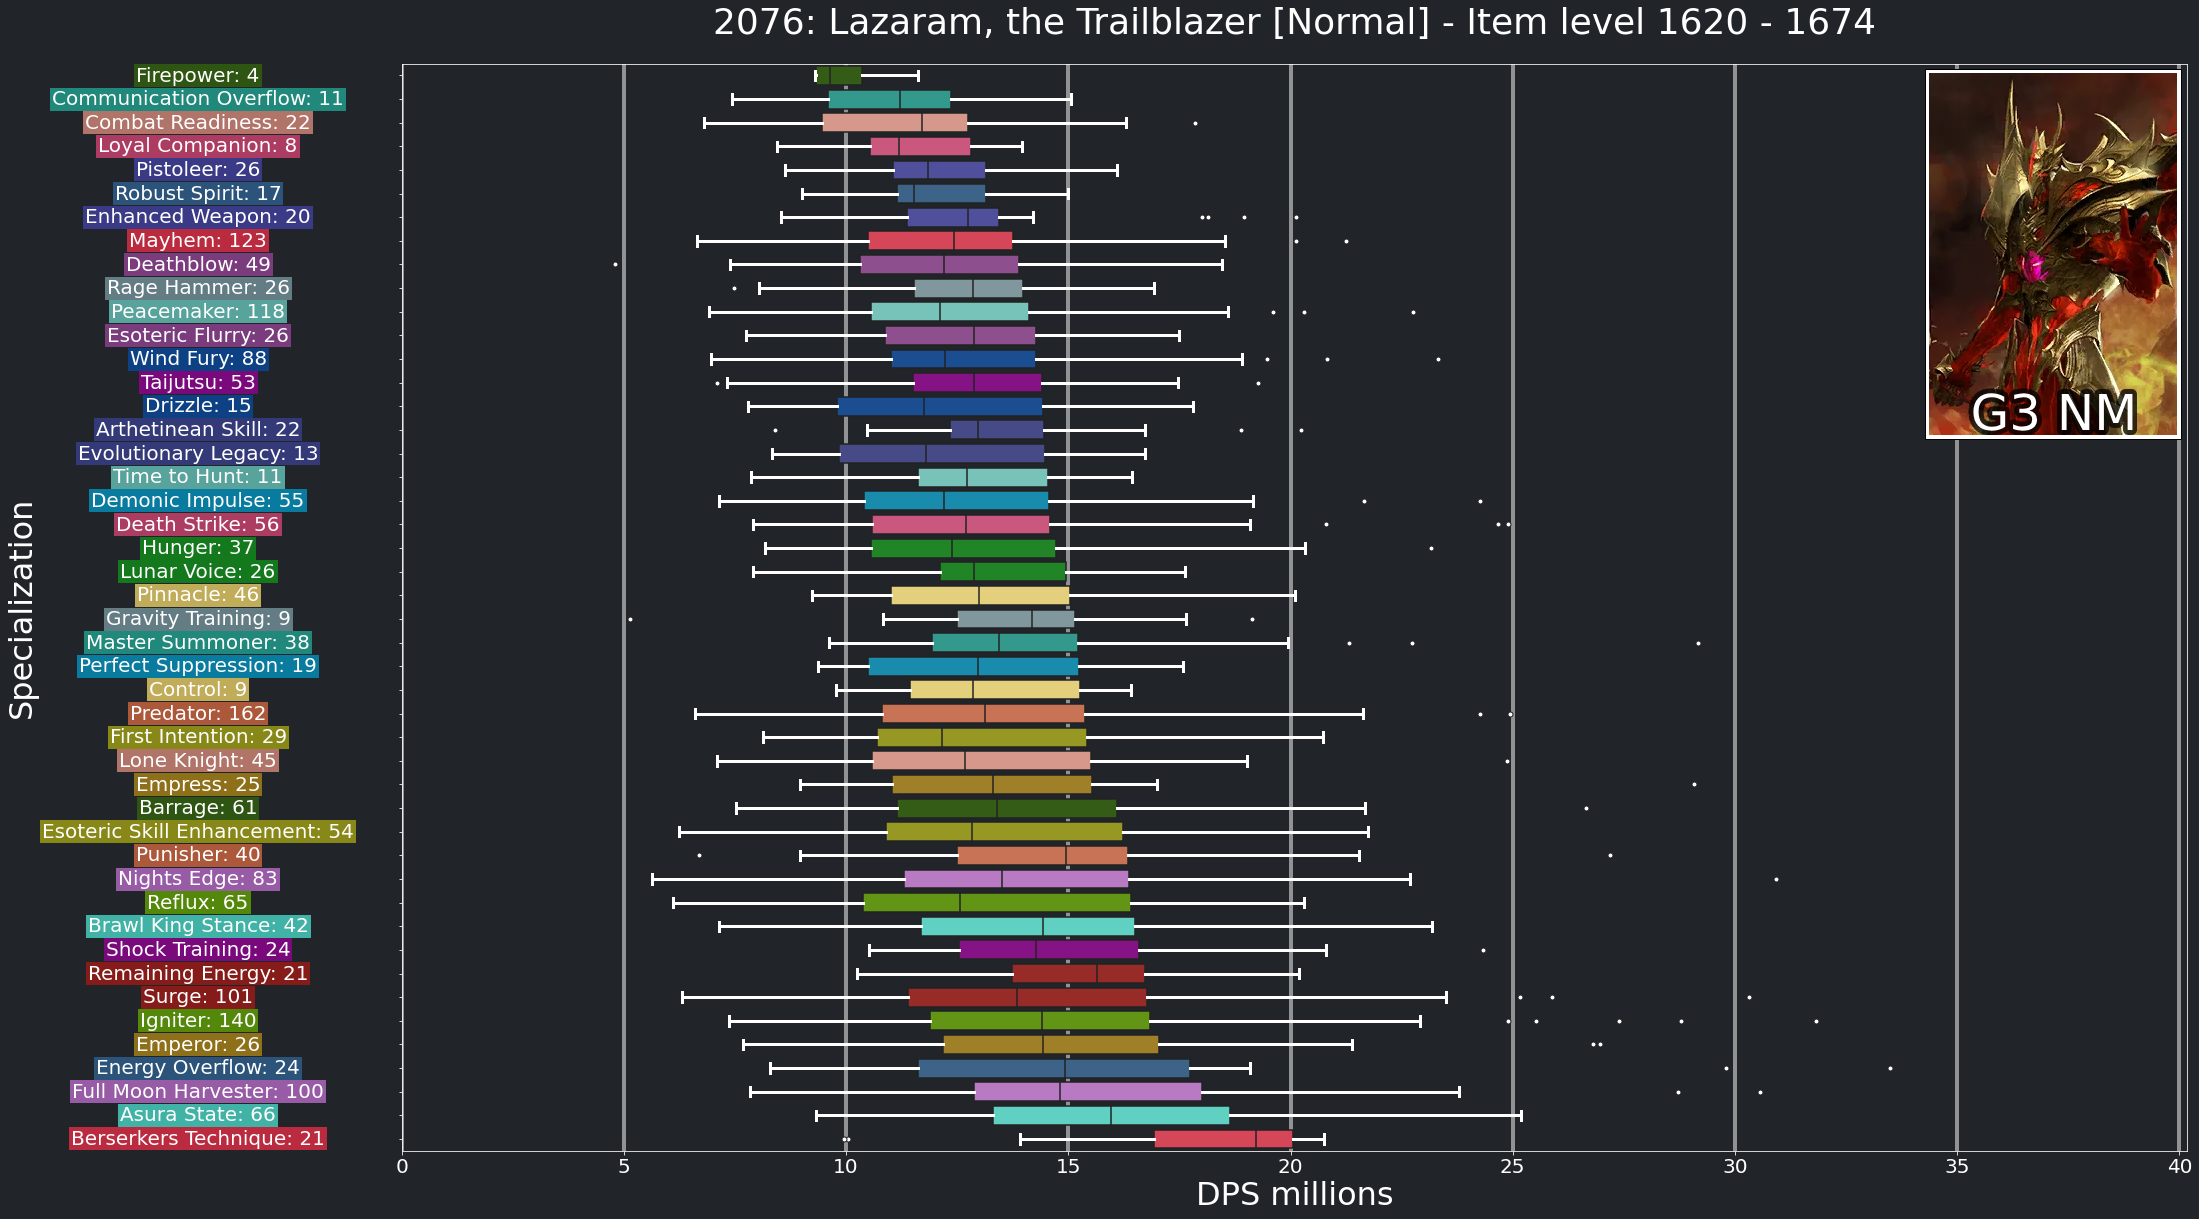 2076: Lazaram, the Trailblazer [Normal] - Item level 1620 - 1674
Firepower: 4
Communication Overflow: 11
Combat Readiness: 22
Loyal Companion: 8
Pistoleer: 26
Robust Spirit: 17
Enhanced Weapon: 20
Mayhem: 123
Deathblow: 49
Rage Hammer: 26
Peacemaker: 118
Esoteric Flurry: 26
Wind Fury: 88
Taijutsu: 53
Drizzle: 15
Arthetinean Skill: 22
Evolutionary Legacy: 13
Time to Hunt: 11
Demonic Impulse: 55
Death Strike: 56
Hunger: 37
Lunar Voice: 26
Pinnacle: 46
Gravity Training: 9
Master Summoner: 38
Perfect Suppression: 19
Control: 9
Predator: 162
First Intention: 29
Lone Knight: 45
Empress: 25
Barrage: 61
Esoteric Skill Enhancement: 54
Punisher: 40
Nights Edge: 83
Reflux: 65
Brawl King Stance: 42
Shock Training: 24
Remaining Energy: 21
Surge: 101
Igniter: 140
Emperor: 26
Energy Overflow: 24
Full Moon Harvester: 100
Asura State: 66
Berserkers Technique: 21
Specialization
G3 NM
0 5 10 15 20 25 30 35 40
DPS millions